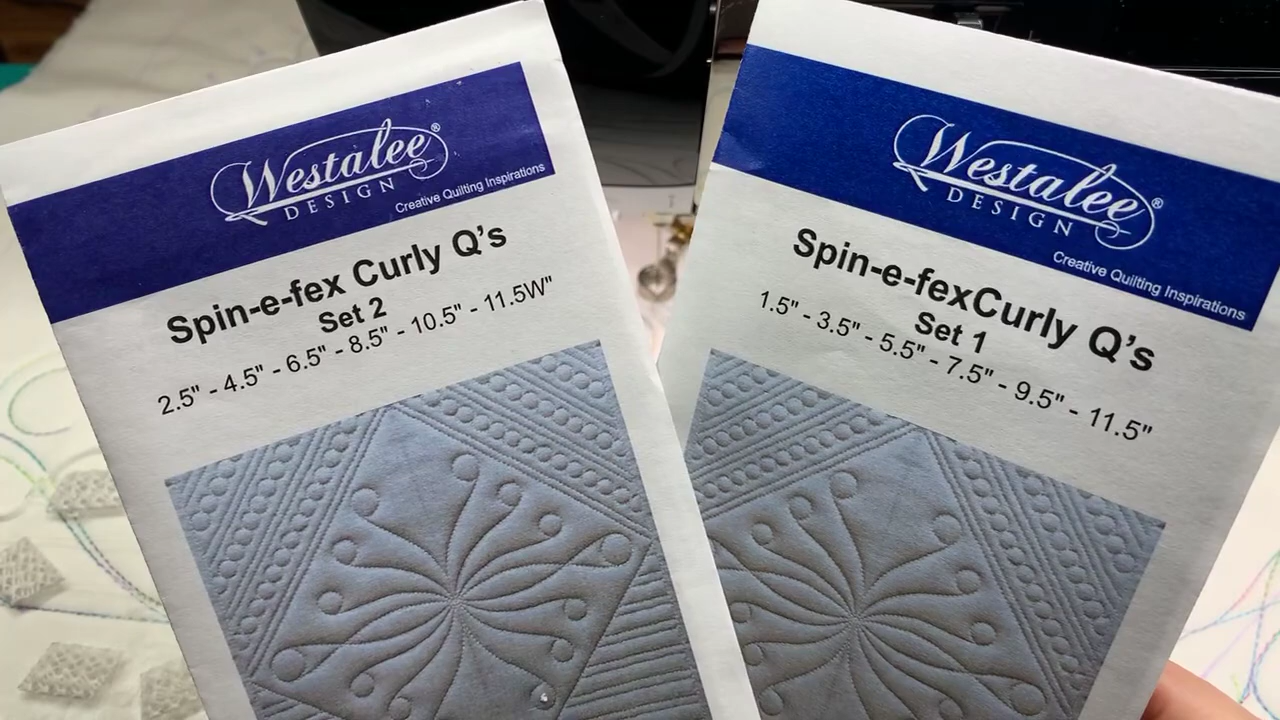 Westalee®
DESIGN
Creative Quilting Inspirations
Spin-e-fex Curly Q's
Set 2
2.5" - 4.5" - 6.5" - 8.5" - 10.5" - 11.5W"
Westalee®
DESIGN
Creative Quilting Inspirations
Spin-e-fexCurly Q's
Set 1
1.5" - 3.5" - 5.5" - 7.5" - 9.5" - 11.5"